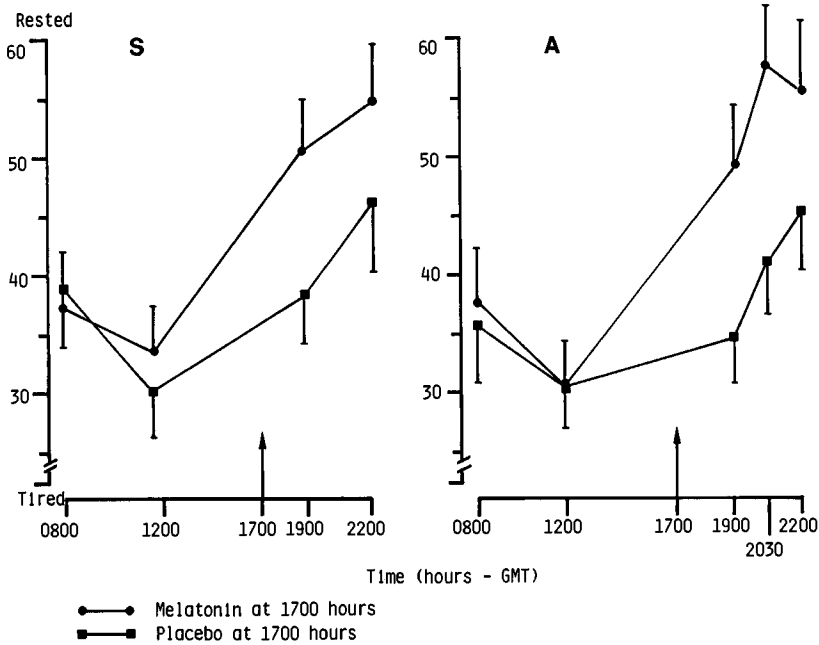 Rested
S
A
60
50
40
30
Tired
0800 1200 1700 1900 2200
60
50
40
30
0800 1200 1700 1900 2200
2030
Time (hours - GMT)
Melatonin at 1700 hours
Placebo at 1700 hours